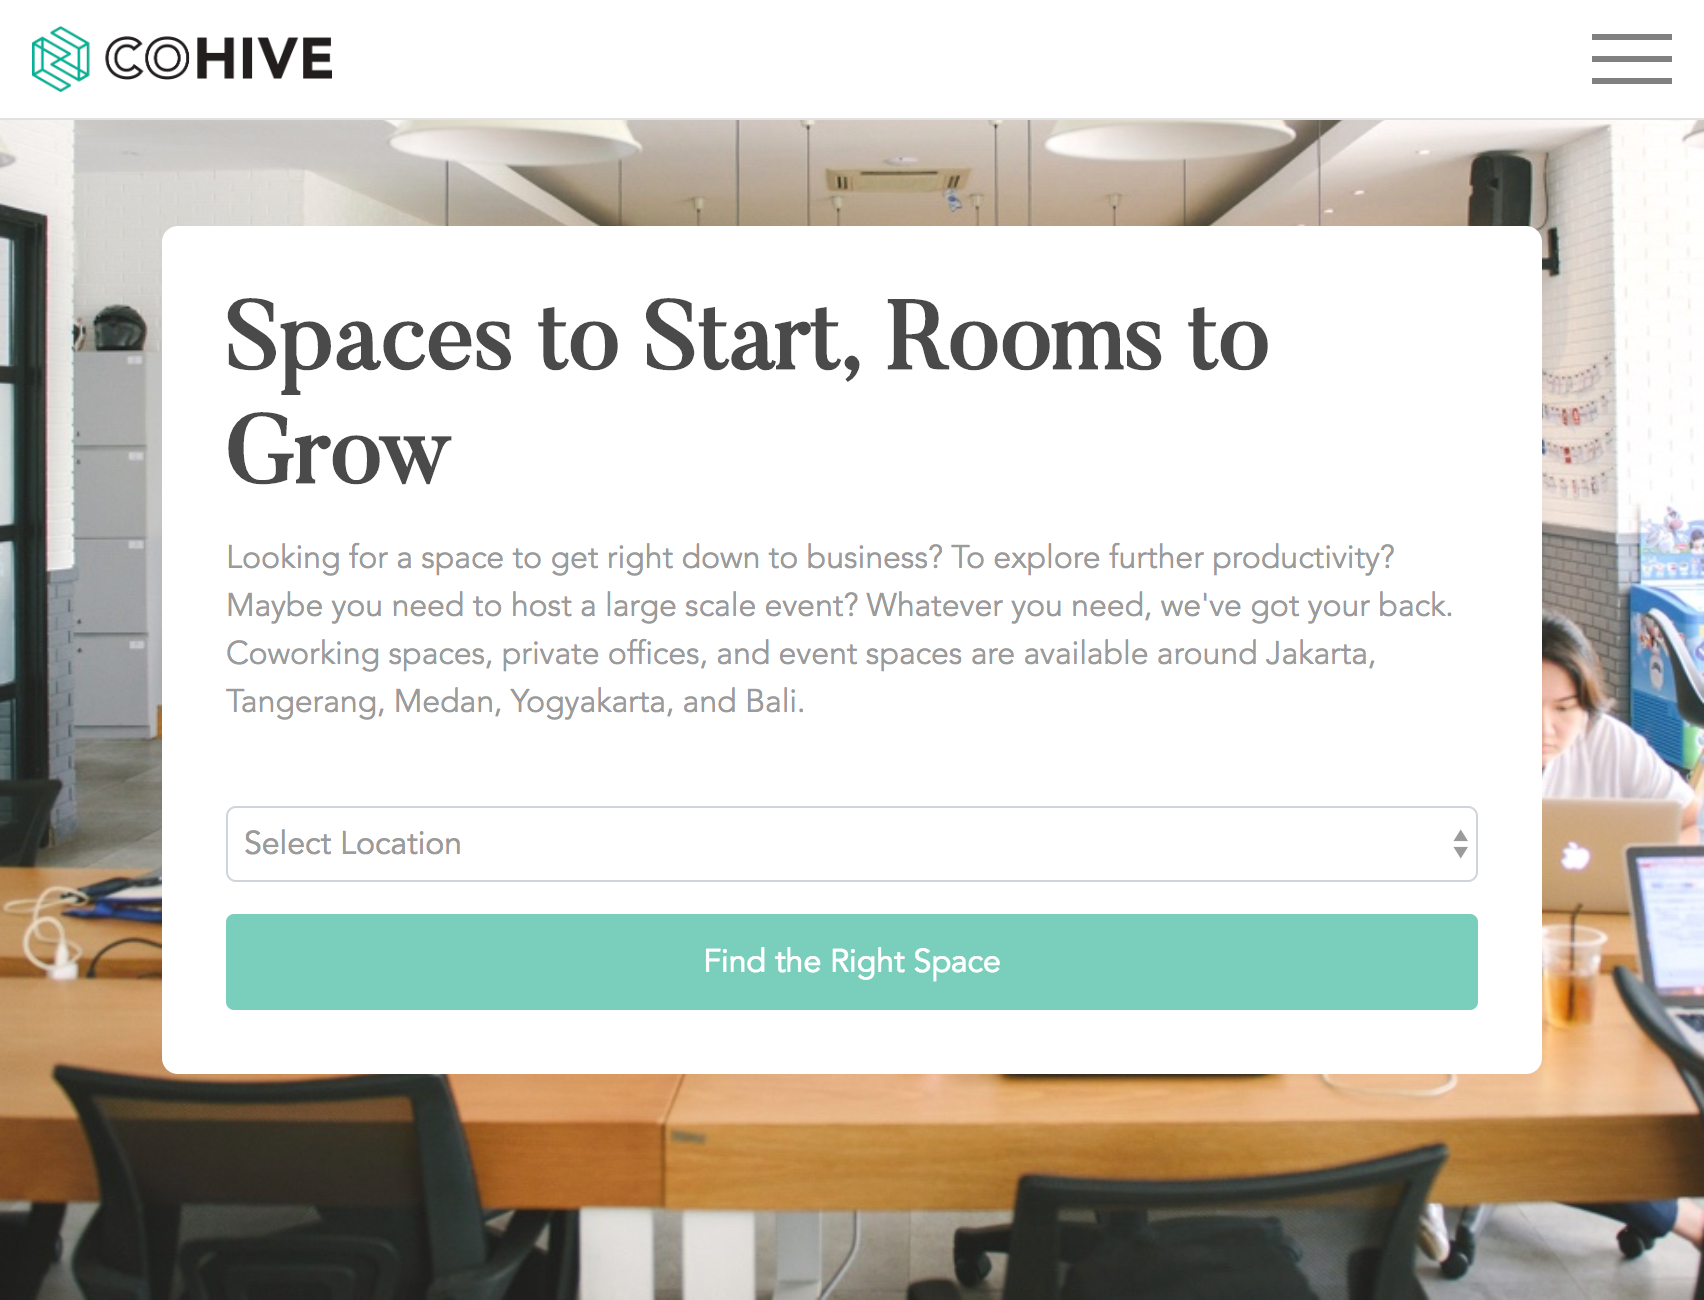 COHIVE
Spaces to Start, Rooms to
Grow
Looking for a space to get right down to business? To explore further productivity?
Maybe you need to host a large scale event? Whatever you need, we've got your back.
Coworking spaces, private offices, and event spaces are available around Jakarta,
Tangerang, Medan, Yogyakarta, and Bali.
Select Location
Find the Right Space